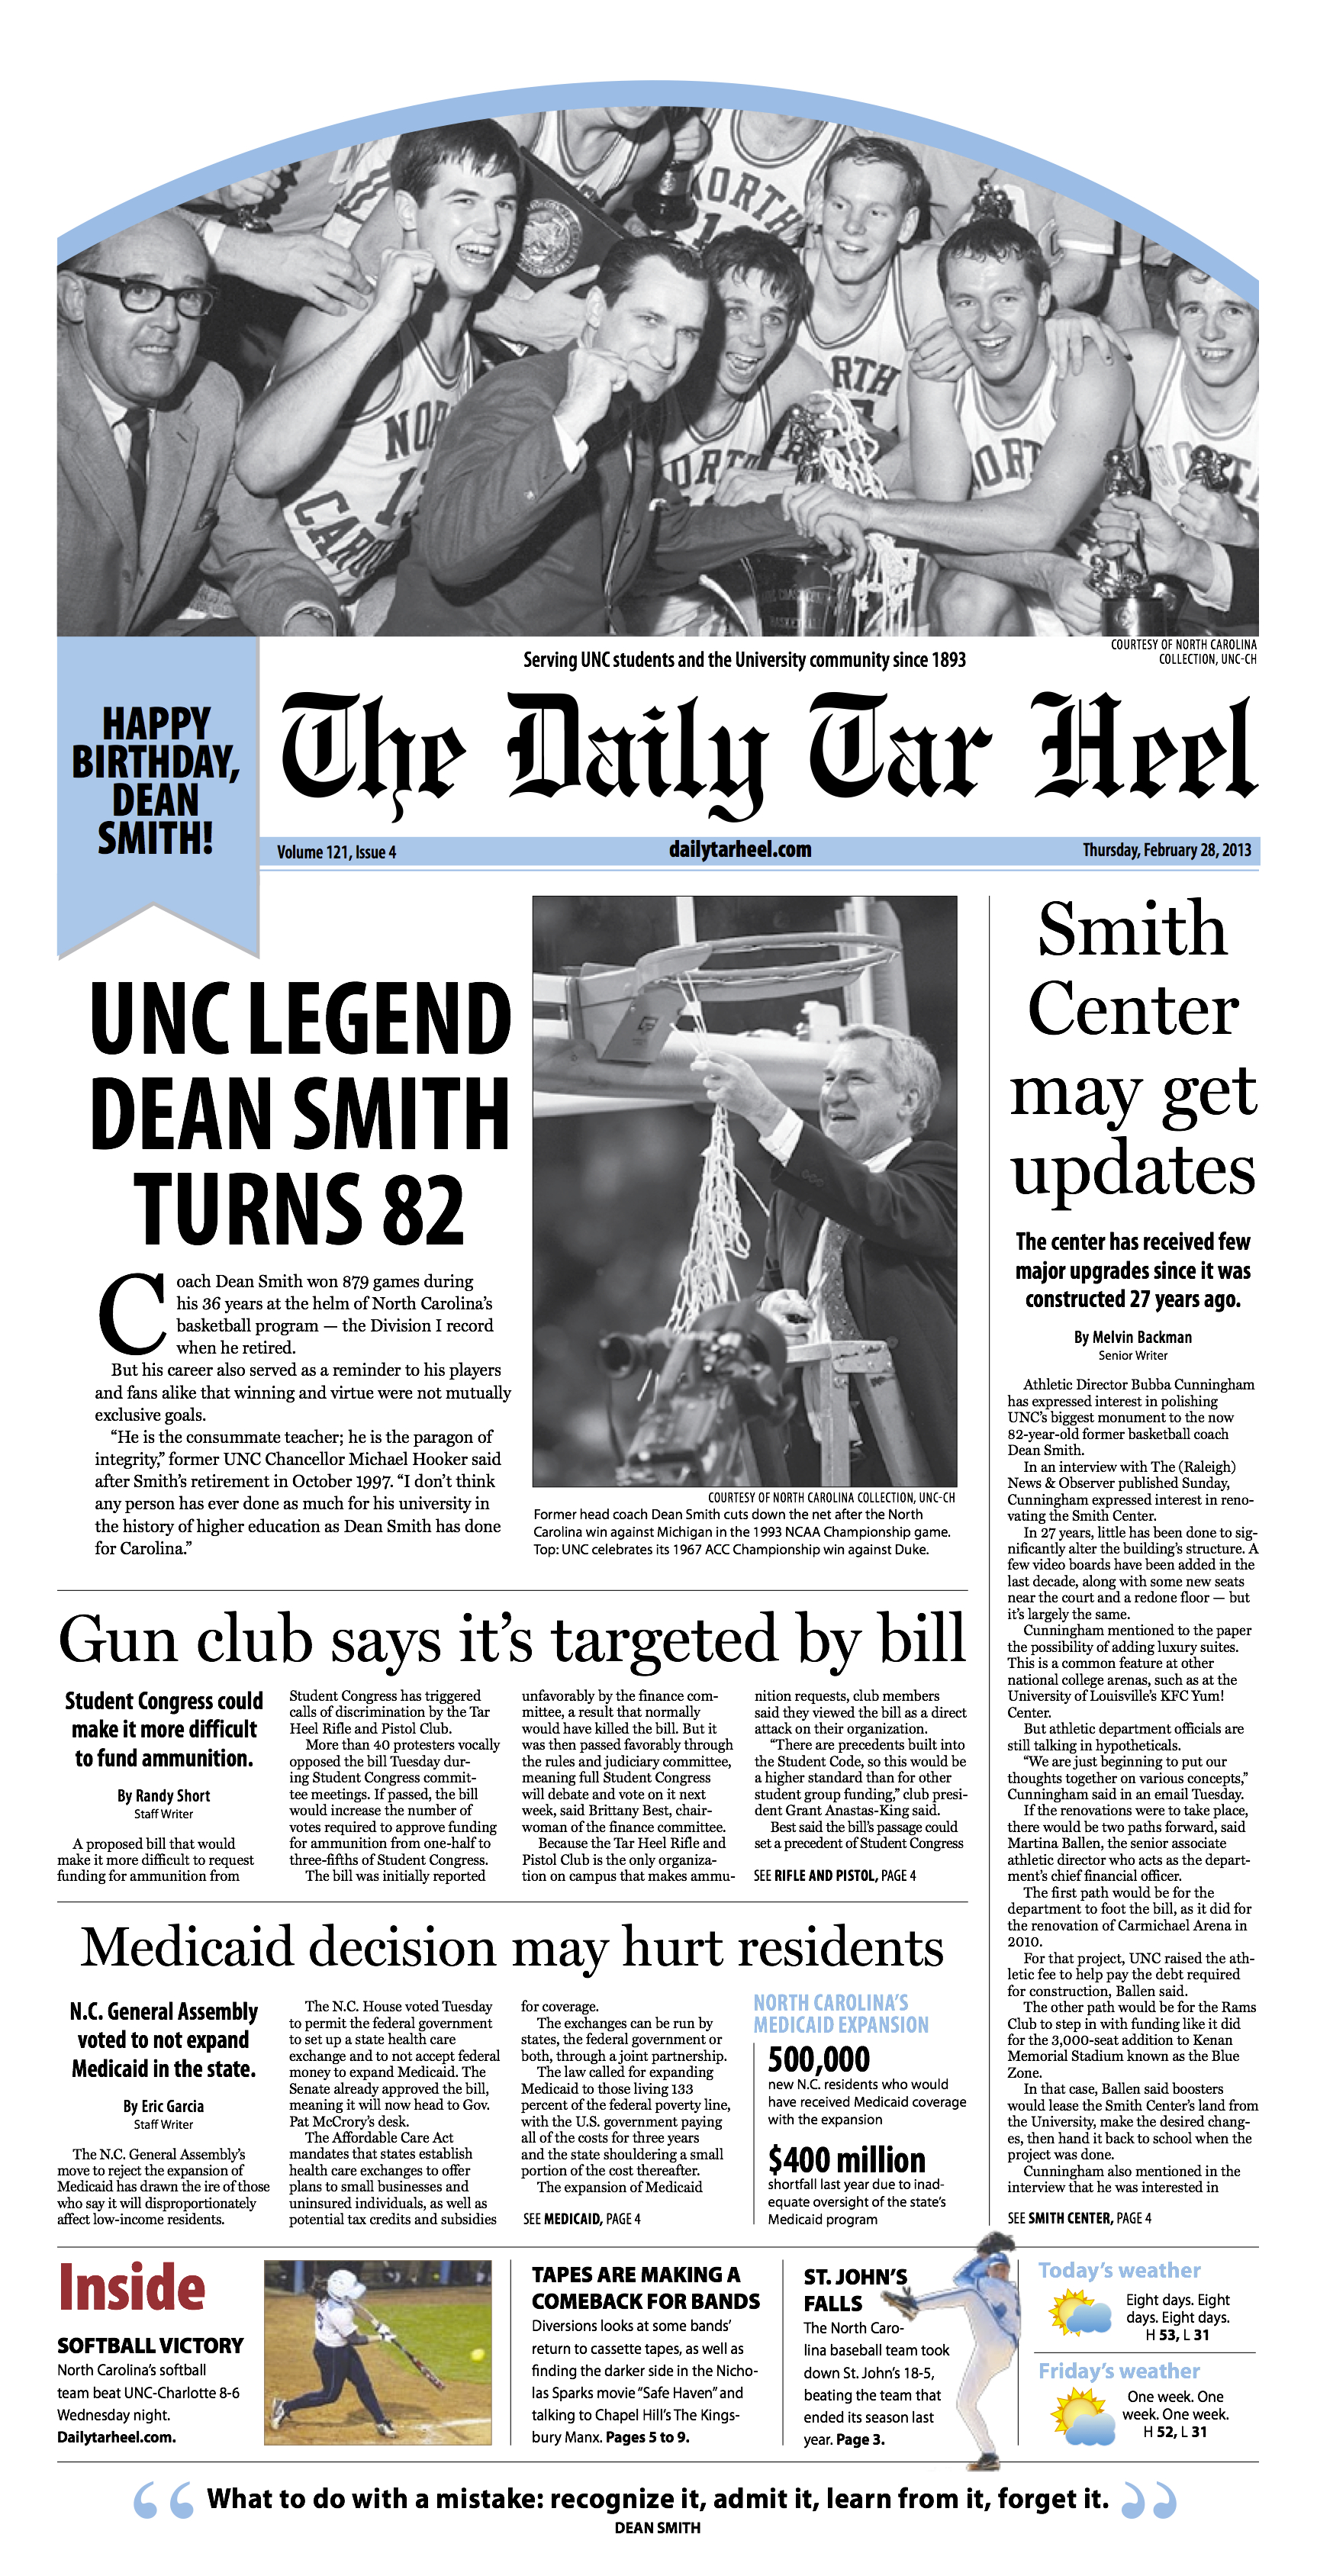 COURTESY OF NORTH CAROLINA
COLLECTION, UNC-CH
HAPPY
BIRTHDAY,
DEAN
SMITH!
Serving UNC students and the University community since 1893
The Daily Tar Heel
Volume 121, Issue 4
dailytarheel.com
Thursday, February 28, 2013
UNC LEGEND
DEAN SMITH
TURNS 82
Coach Dean Smith won 879 games during
his 36 years at the helm of North Carolina's
basketball program — the Division I record
when he retired.
But his career also served as a reminder to his players
and fans alike that winning and virtue were not mutually
exclusive goals.
“He is the consummate teacher; he is the paragon of
integrity,” former UNC Chancellor Michael Hooker said
after Smith’s retirement in October 1997. “I don’t think
any person has ever done as much for his university in
the history of higher education as Dean Smith has done
for Carolina.”
COURTESY OF NORTH CAROLINA COLLECTION, UNC-CH
Former head coach Dean Smith cuts down the net after the North
Carolina win against Michigan in the 1993 NCAA Championship game.
Top: UNC celebrates its 1967 ACC Championship win against Duke.
Smith
Center
may get
updates
The center has received few
major upgrades since it was
constructed 27 years ago.
By Melvin Backman
Senior Writer
Athletic Director Bubba Cunningham
has expressed interest in polishing
UNC’s biggest monument to the now
82-year-old former basketball coach
Dean Smith.
In an interview with The (Raleigh)
News & Observer published Sunday,
Cunningham expressed interest in reno-
vating the Smith Center.
In 27 years, little has been done to sig-
nificantly alter the building’s structure. A
few video boards have been added in the
last decade, along with some new seats
near the court and a redone floor — but
it’s largely the same.
Cunningham mentioned to the paper
the possibility of adding luxury suites.
This is a common feature at other
national college arenas, such as at the
University of Louisville’s KFC Yum!
Center.
But athletic department officials are
still talking in hypotheticals.
“We are just beginning to put our
thoughts together on various concepts,”
Cunningham said in an email Tuesday.
If the renovations were to take place,
there would be two paths forward, said
Martina Ballen, the senior associate
athletic director who acts as the depart-
ment’s chief financial officer.
The first path would be for the
department to foot the bill, as it did for
the renovation of Carmichael Arena in
2010.
For that project, UNC raised the ath-
letic fee to help pay the debt required
for construction, Ballen said.
The other path would be for the Rams
Club to step in with funding like it did
for the 3,000-seat addition to Kenan
Memorial Stadium known as the Blue
Zone.
In that case, Ballen said boosters
would lease the Smith Center’s land from
the University, make the desired chang-
es, then hand it back to school when the
project was done.
Cunningham also mentioned in the
interview that he was interested in
SEE SMITH CENTER, PAGE 4
Gun club says it’s targeted by bill
Student Congress could
make it more difficult
to fund ammunition.
By Randy Short
Staff Writer
A proposed bill that would
make it more difficult to request
funding for ammunition from
Student Congress has triggered
calls of discrimination by the Tar
Heel Rifle and Pistol Club.
More than 40 protesters vocally
opposed the bill Tuesday dur-
ing Student Congress commit-
tee meetings. If passed, the bill
would increase the number of
votes required to approve funding
for ammunition from one-half to
three-fifths of Student Congress.
The bill was initially reported
unfavorably by the finance com-
mittee, a result that normally
would have killed the bill. But it
was then passed favorably through
the rules and judiciary committee,
meaning full Student Congress
will debate and vote on it next
week, said Brittany Best, chair-
woman of the finance committee.
Because the Tar Heel Rifle and
Pistol Club is the only organiza-
tion on campus that makes ammu-
nition requests, club members
said they viewed the bill as a direct
attack on their organization.
“There are precedents built into
the Student Code, so this would be
a higher standard than for other
student group funding,” club presi-
dent Grant Anastas-King said.
Best said the bill’s passage could
set a precedent of Student Congress
SEE RIFLE AND PISTOL, PAGE 4
Medicaid decision may hurt residents
N.C. General Assembly
voted to not expand
Medicaid in the state.
By Eric Garcia
Staff Writer
The N.C. General Assembly’s
move to reject the expansion of
Medicaid has drawn the ire of those
who say it will disproportionately
affect low-income residents.
The N.C. House voted Tuesday
to permit the federal government
to set up a state health care
exchange and to not accept federal
money to expand Medicaid. The
Senate already approved the bill,
meaning it will now head to Gov.
Pat McCrory’s desk.
The Affordable Care Act
mandates that states establish
health care exchanges to offer
plans to small businesses and
uninsured individuals, as well as
potential tax credits and subsidies
for coverage.
The exchanges can be run by
states, the federal government or
both, through a joint partnership.
The law called for expanding
Medicaid to those living 133
percent of the federal poverty line,
with the U.S. government paying
all of the costs for three years
and the state shouldering a small
portion of the cost thereafter.
The expansion of Medicaid
SEE MEDICAID, PAGE 4
NORTH CAROLINA’S
MEDICAID EXPANSION
500,000
new N.C. residents who would
have received Medicaid coverage
with the expansion
$400 million
shortfall last year due to inad-
equate oversight of the state’s
Medicaid program
Inside
SOFTBALL VICTORY
North Carolina’s softball
team beat UNC-Charlotte 8-6
Wednesday night.
Dailytarheel.com.
TAPES ARE MAKING A
COMEBACK FOR BANDS
Diversions looks at some bands’
return to cassette tapes, as well as
finding the darker side in the Nicho-
las Sparks movie “Safe Haven” and
talking to Chapel Hill’s The Kings-
bury Manx. Pages 5 to 9.
ST. JOHN’S
FALLS
The North Caro-
lina baseball team took
down St. John’s 18-5,
beating the team that
ended its season last
year. Page 3.
Today’s weather
Eight days. Eight
days. Eight days.
H 53, L 31
Friday’s weather
One week. One
week. One week.
H 52, L 31
“ What to do with a mistake: recognize it, admit it, learn from it, forget it. ”
DEAN SMITH